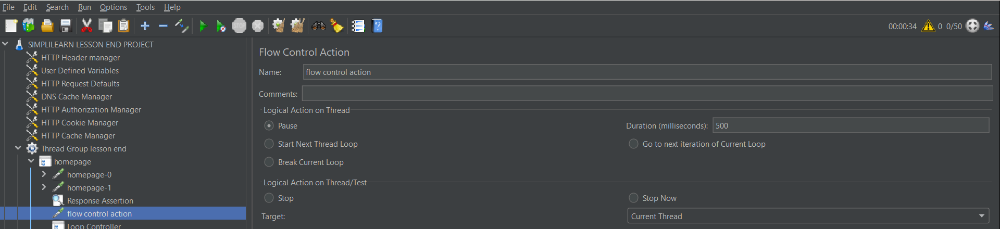 File Edit Search Run Options Tools Help
STOP
00:00:34 0 0/50
SIMPLILEARN LESSON END PROJECT
HTTP Header manager
User Defined Variables
HTTP Request Defaults
DNS Cache Manager
HTTP Authorization Manager
HTTP Cookie Manager
HTTP Cache Manager
Thread Group lesson end
homepage
homepage-0
homepage-1
Response Assertion
flow control action
Loop Controller
Flow Control Action
Name: flow control action
Comments:
Logical Action on Thread
Pause Duration (milliseconds): 500
Start Next Thread Loop Go to next iteration of Current Loop
Break Current Loop
Logical Action on Thread/Test
Stop Stop Now
Target: Current Thread